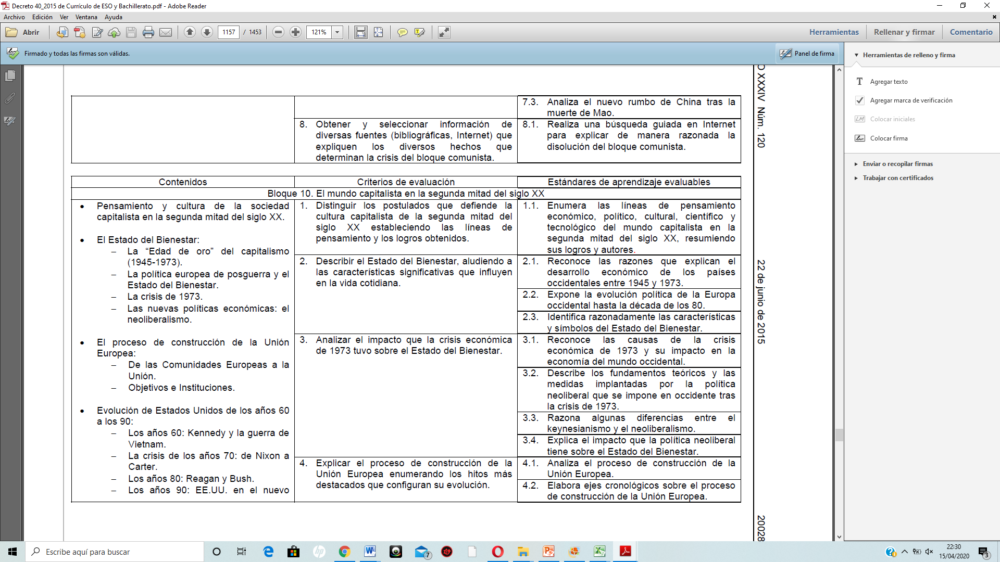 Decreto 40_2015 de Currículo de ESO y Bachillerato.pdf - Adobe Reader
Archivo Edición Ver Ventana Ayuda
Abrir 1157 / 1453 121% Herramientas Rellenar y firmar Comentario
Firmado y todas las firmas son válidas. Panel de firma
7.3. Analiza el nuevo rumbo de China tras la
muerte de Mao.
8. Obtener y seleccionar información de
diversas fuentes (bibliográficas, Internet) que
expliquen los diversos hechos que
determinan la crisis del bloque comunista.
8.1. Realiza una búsqueda guiada en Internet
para explicar de manera razonada la
disolución del bloque comunista.
Contenidos Criterios de evaluación Estándares de aprendizaje evaluables
Bloque 10. El mundo capitalista en la segunda mitad del siglo XX
• Pensamiento y cultura de la sociedad
capitalista en la segunda mitad del siglo XX.
• El Estado del Bienestar:
– La “Edad de oro” del capitalismo
(1945-1973).
– La política europea de posguerra y el
Estado del Bienestar.
– La crisis de 1973.
– Las nuevas políticas económicas: el
neoliberalismo.
• El proceso de construcción de la Unión
Europea:
– De las Comunidades Europeas a la
Unión.
– Objetivos e Instituciones.
• Evolución de Estados Unidos de los años 60
a los 90:
– Los años 60: Kennedy y la guerra de
Vietnam.
– La crisis de los años 70: de Nixon a
Carter.
– Los años 80: Reagan y Bush.
– Los años 90: EE.UU. en el nuevo
1. Distinguir los postulados que defiende la
cultura capitalista de la segunda mitad del
siglo XX estableciendo las líneas de
pensamiento y los logros obtenidos.
2. Describir el Estado del Bienestar, aludiendo a
las características significativas que influyen
en la vida cotidiana.
3. Analizar el impacto que la crisis económica
de 1973 tuvo sobre el Estado del Bienestar.
4. Explicar el proceso de construcción de la
Unión Europea enumerando los hitos más
destacados que configuran su evolución.
1.1. Enumera las líneas de pensamiento
económico, político, cultural, científico y
tecnológico del mundo capitalista en la
segunda mitad del siglo XX, resumiendo
sus logros y autores.
2.1. Reconoce las razones que explican el
desarrollo económico de los países
occidentales entre 1945 y 1973.
2.2. Expone la evolución política de la Europa
occidental hasta la década de los 80.
2.3. Identifica razonadamente las características
y símbolos del Estado del Bienestar.
3.1. Reconoce las causas de la crisis
económica de 1973 y su impacto en la
economía del mundo occidental.
3.2. Describe los fundamentos teóricos y las
medidas implantadas por la política
neoliberal que se impone en occidente tras
la crisis de 1973.
3.3. Razona algunas diferencias entre el
keynesianismo y el neoliberalismo.
3.4. Explica el impacto que la política neoliberal
tiene sobre el Estado del Bienestar.
4.1. Analiza el proceso de construcción de la
Unión Europea.
4.2. Elabora ejes cronológicos sobre el proceso
de construcción de la Unión Europea.
O XXXIV Núm. 120
22 de junio de 2015
20028
Herramientas de relleno y firma
T Agregar texto
Agregar marca de verificación
LM Colocar iniciales
Colocar firma
Enviar o recopilar firmas
Trabajar con certificados
Escribe aquí para buscar
7
22:30
15/04/2020
3